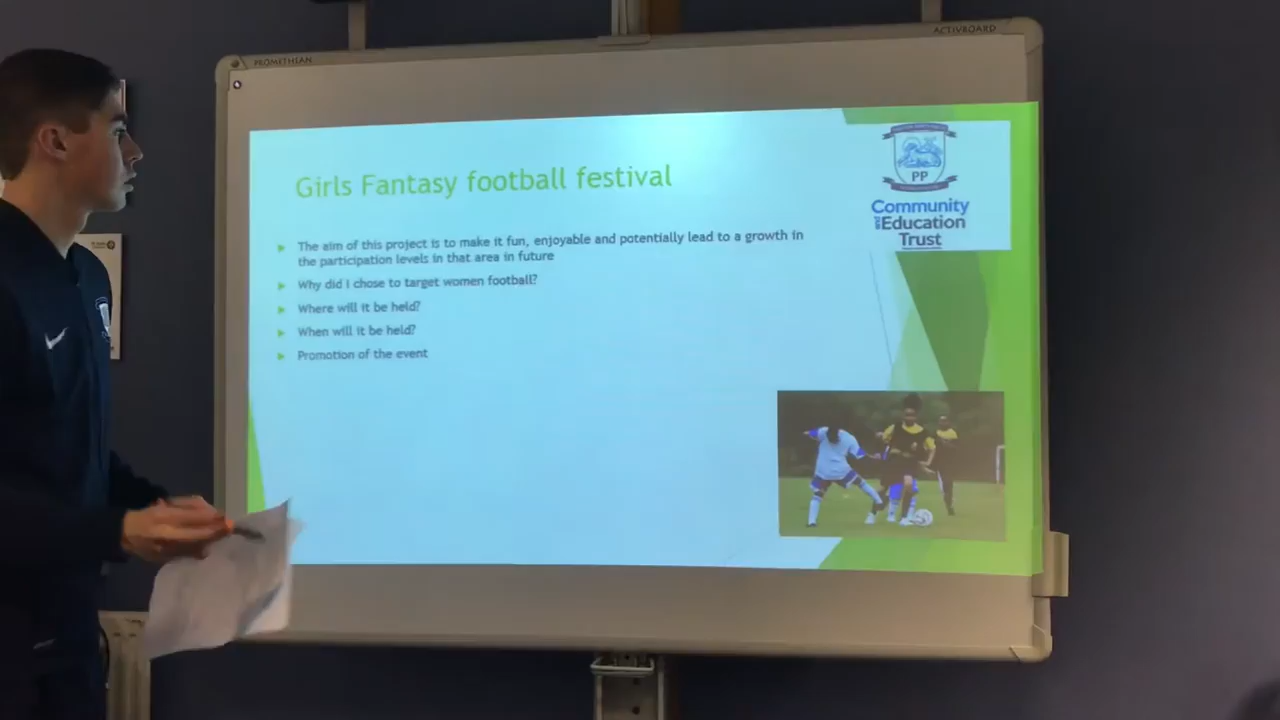 PROMETHEAN
ACTIVBOARD
Girls Fantasy football festival
The aim of this project is to make it fun, enjoyable and potentially lead to a growth in
the participation levels in that area in future
Why did I chose to target women football?
Where will it be held?
When will it be held?
Promotion of the event
PP
Community
and Education
Trust